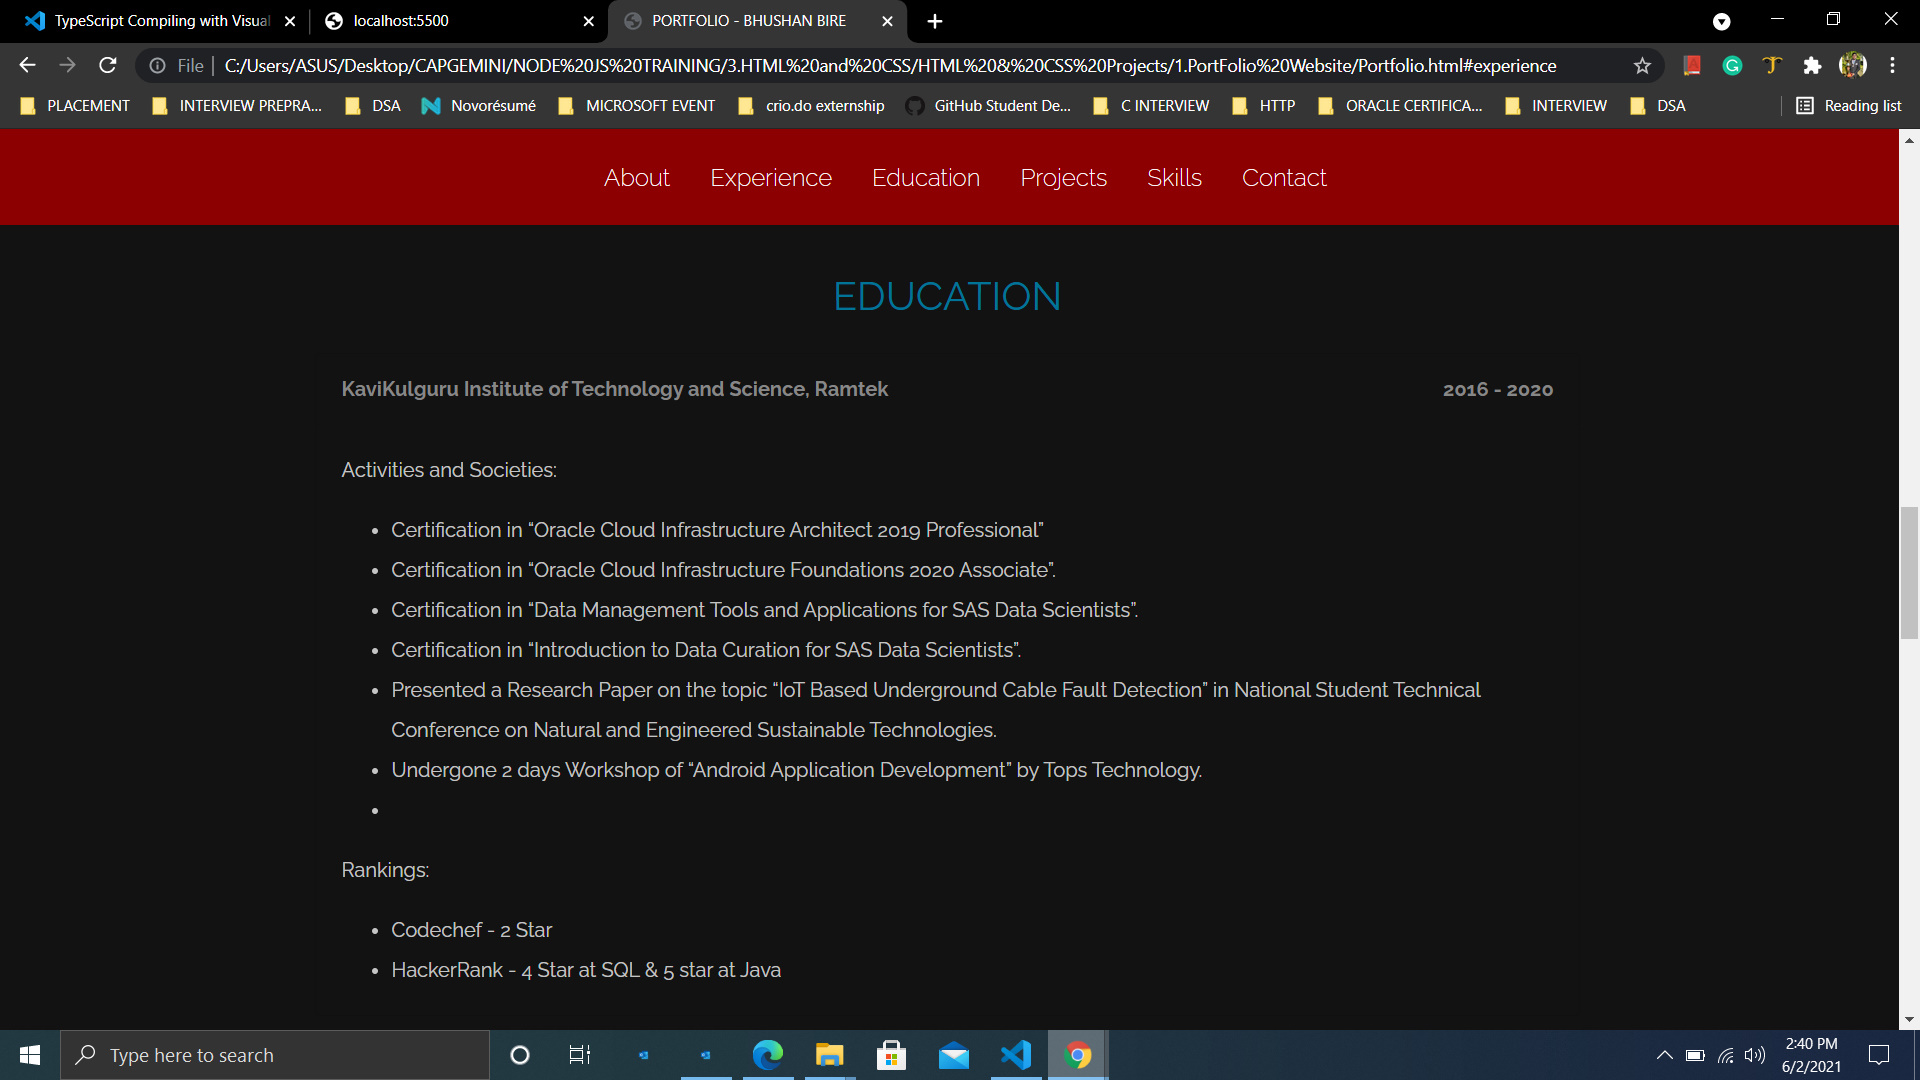 TypeScript Compiling with Visual
localhost:5500
PORTFOLIO - BHUSHAN BIRE
File
C:/Users/ASUS/Desktop/CAPGEMINI/NODE%20JS%20TRAINING/3.HTML%20and%20CSS/HTML%20&%20CSS%20Projects/1.PortFolio%20Website/Portfolio.html#experience
PLACEMENT
INTERVIEW PREPRA...
DSA
Novorésumé
MICROSOFT EVENT
crio.do externship
GitHub Student De...
C INTERVIEW
HTTP
ORACLE CERTIFICA...
INTERVIEW
DSA
Reading list
About Experience Education Projects Skills Contact
EDUCATION
KaviKulguru Institute of Technology and Science, Ramtek
2016 - 2020
Activities and Societies:
• Certification in “Oracle Cloud Infrastructure Architect 2019 Professional”
• Certification in “Oracle Cloud Infrastructure Foundations 2020 Associate”.
• Certification in “Data Management Tools and Applications for SAS Data Scientists”.
• Certification in “Introduction to Data Curation for SAS Data Scientists”.
• Presented a Research Paper on the topic “IoT Based Underground Cable Fault Detection” in National Student Technical
Conference on Natural and Engineered Sustainable Technologies.
• Undergone 2 days Workshop of “Android Application Development” by Tops Technology.
•
Rankings:
• Codechef - 2 Star
• HackerRank - 4 Star at SQL & 5 star at Java
Type here to search
2:40 PM
6/2/2021